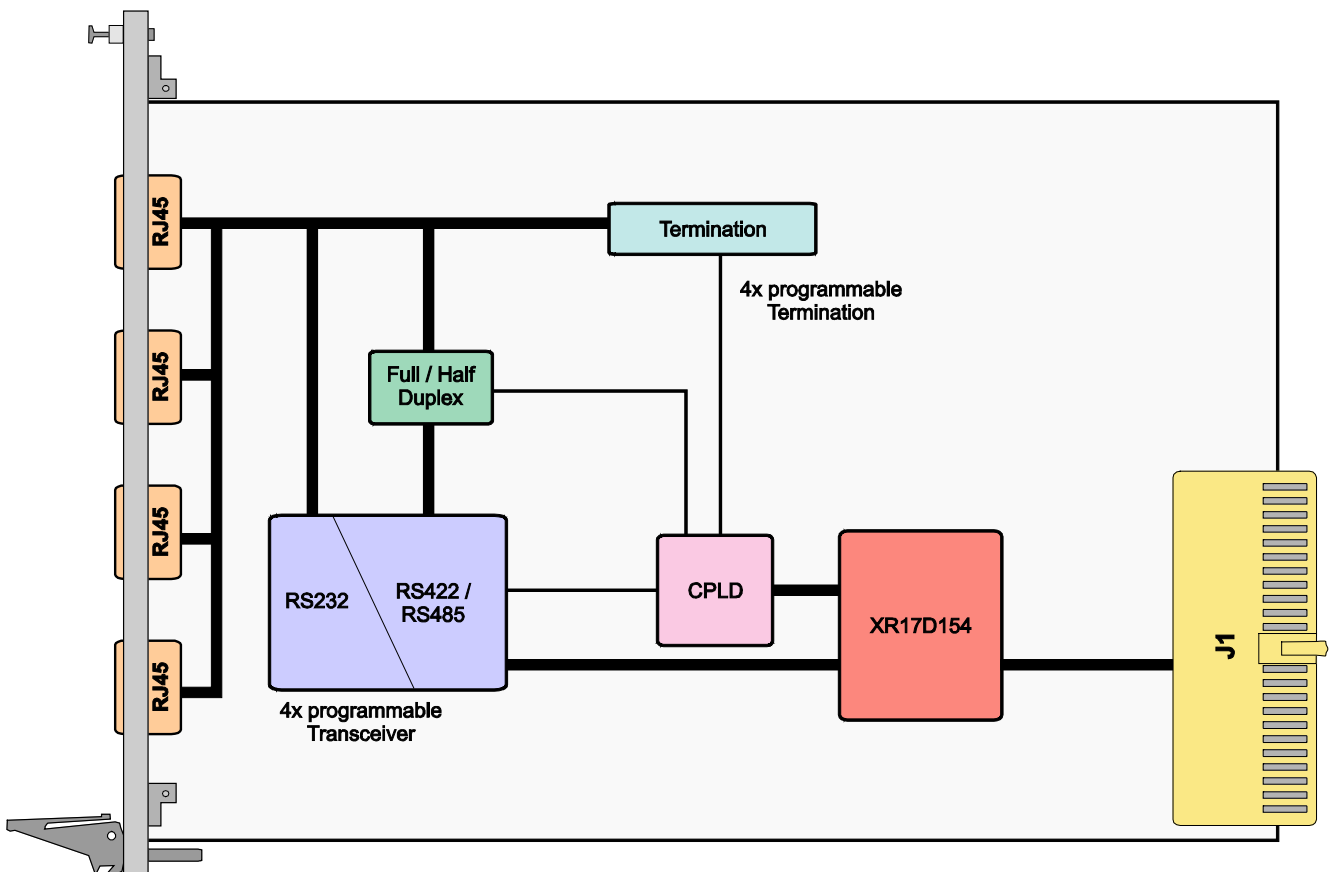 RJ45
Termination
4x programmable
Termination
RJ45
Full / Half
Duplex
RJ45
RS232
RS422 /
RS485
CPLD
XR17D154
J1
RJ45
4x programmable
Transceiver